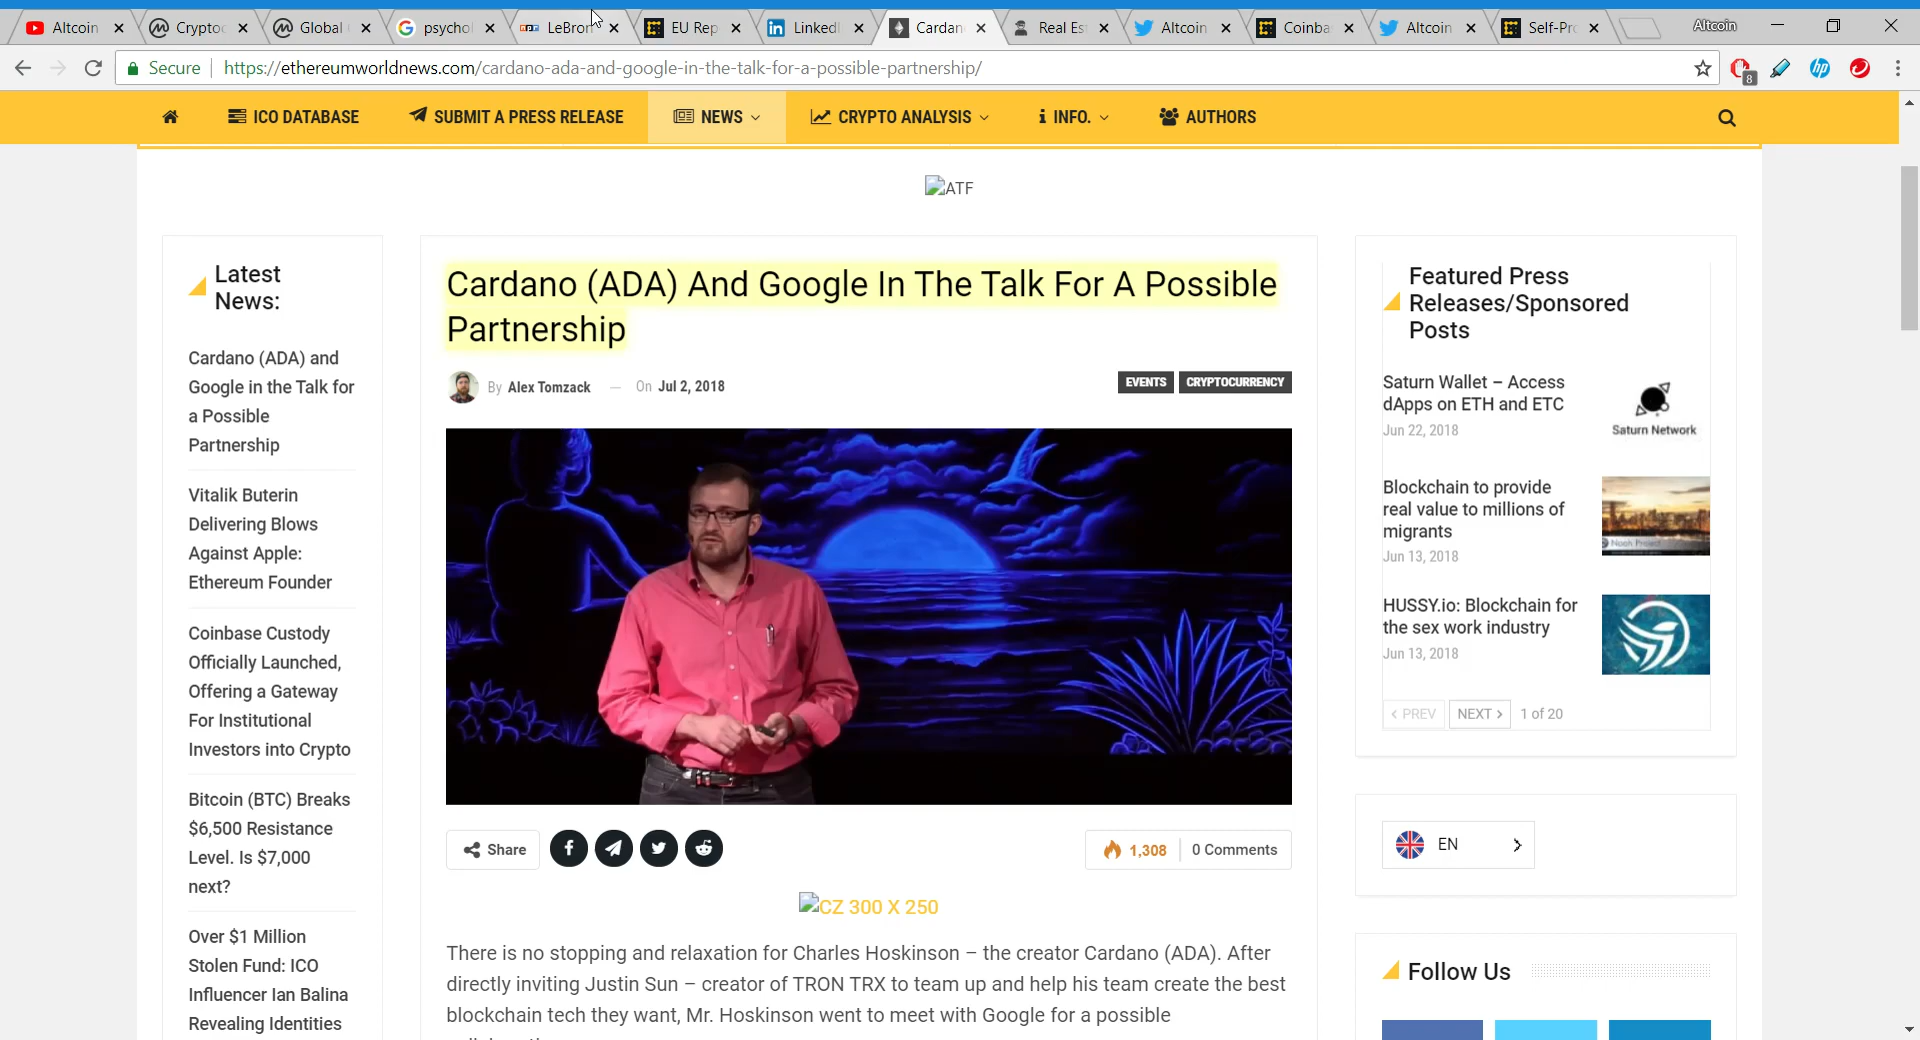 Altcoin
Cryptoc
Global
psychol
LeBron
EU Rep
LinkedI
Cardan
Real Es
Altcoin
Coinba
Altcoin
Self-Pro
Altcoin
Secure
https://ethereumworldnews.com/cardano-ada-and-google-in-the-talk-for-a-possible-partnership/
8
ICO DATABASE
SUBMIT A PRESS RELEASE
NEWS
CRYPTO ANALYSIS
INFO.
AUTHORS
ATF
Latest
News:
Cardano (ADA) and
Google in the Talk for
a Possible
Partnership
Vitalik Buterin
Delivering Blows
Against Apple:
Ethereum Founder
Coinbase Custody
Officially Launched,
Offering a Gateway
For Institutional
Investors into Crypto
Bitcoin (BTC) Breaks
$6,500 Resistance
Level. Is $7,000
next?
Over $1 Million
Stolen Fund: ICO
Influencer Ian Balina
Revealing Identities
Cardano (ADA) And Google In The Talk For A Possible
Partnership
By Alex Tomzack — On Jul 2, 2018
EVENTS
CRYPTOCURRENCY
Share
1,308
0 Comments
CZ 300 X 250
There is no stopping and relaxation for Charles Hoskinson – the creator Cardano (ADA). After
directly inviting Justin Sun – creator of TRON TRX to team up and help his team create the best
blockchain tech they want, Mr. Hoskinson went to meet with Google for a possible
Featured Press
Releases/Sponsored
Posts
Saturn Wallet – Access
dApps on ETH and ETC
Jun 22, 2018
Saturn Network
Blockchain to provide
real value to millions of
migrants
Jun 13, 2018
HUSSY.io: Blockchain for
the sex work industry
Jun 13, 2018
PREV
NEXT
1 of 20
EN
Follow Us